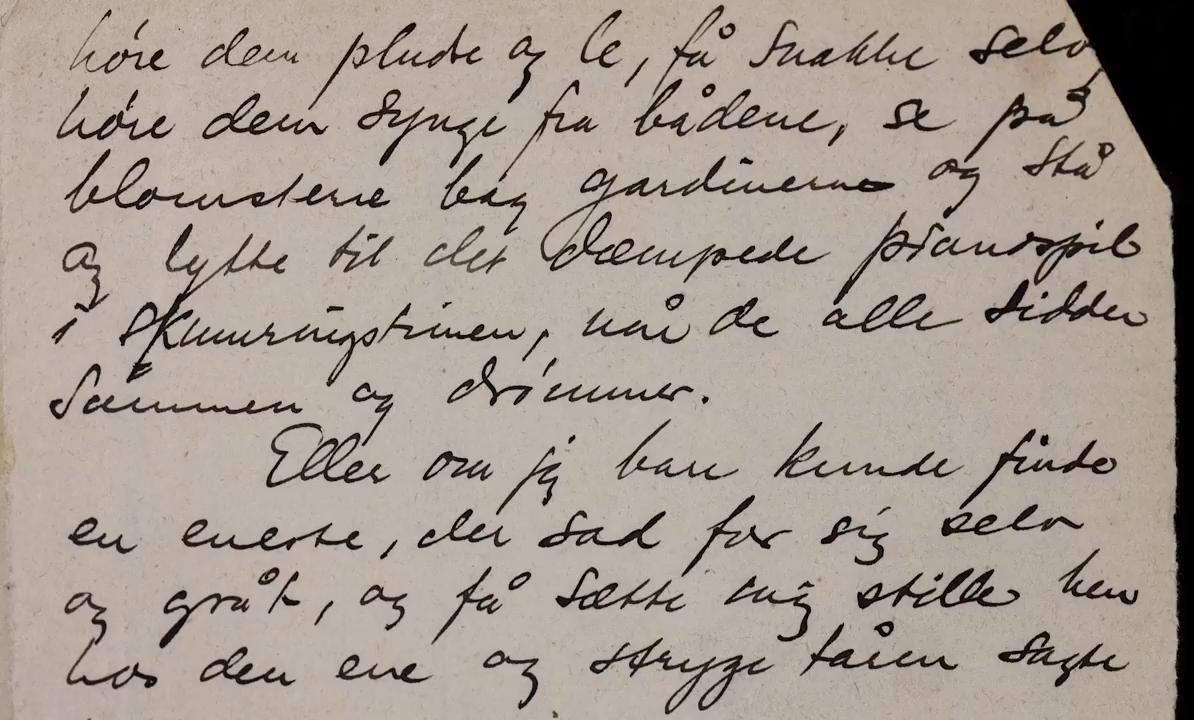 høre dem pludre og le, få snakke selv,
høre dem synge fra bådene, se på
blomsterne bag gardinerne og stå
og lytte til det dæmpede pianospil
i skumringstimen, når de alle sidder
sammen og drømmer.
Eller om jeg bare kunde finde
en eneste, der sad for sig selv
og gråt, og få sætte mig stille hen
hos den ene og stryge tåren sagte